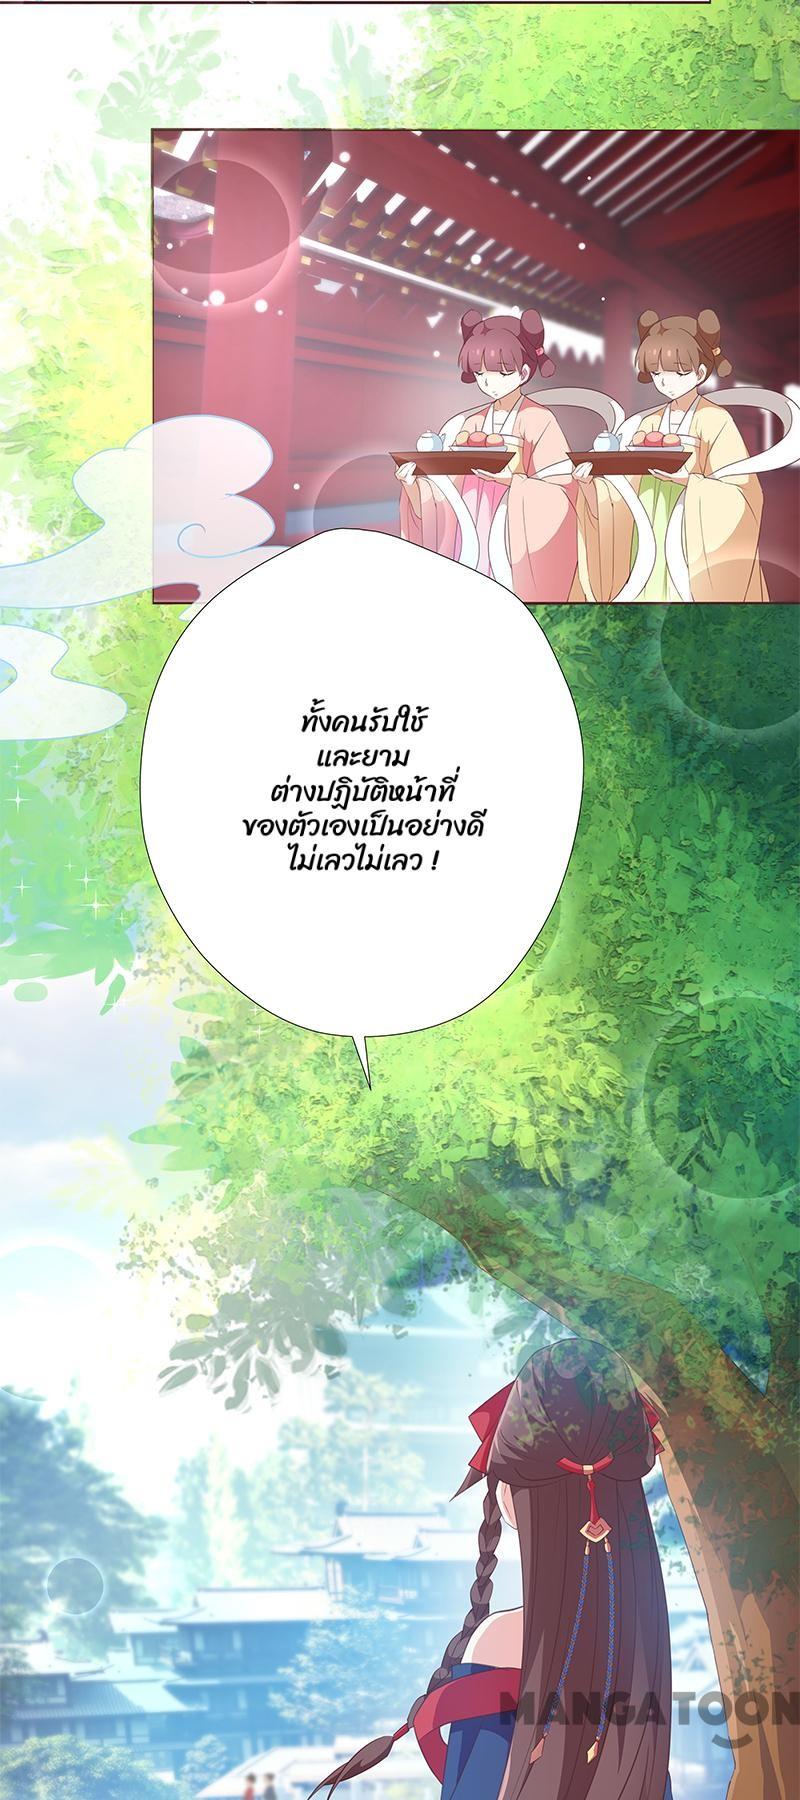 ทั้งคนรับใช้
และยาม
ต่างปฏิบัติหน้าที่
ของตัวเองเป็นอย่างดี
ไม่เลวไม่เลว !
MANGATOON